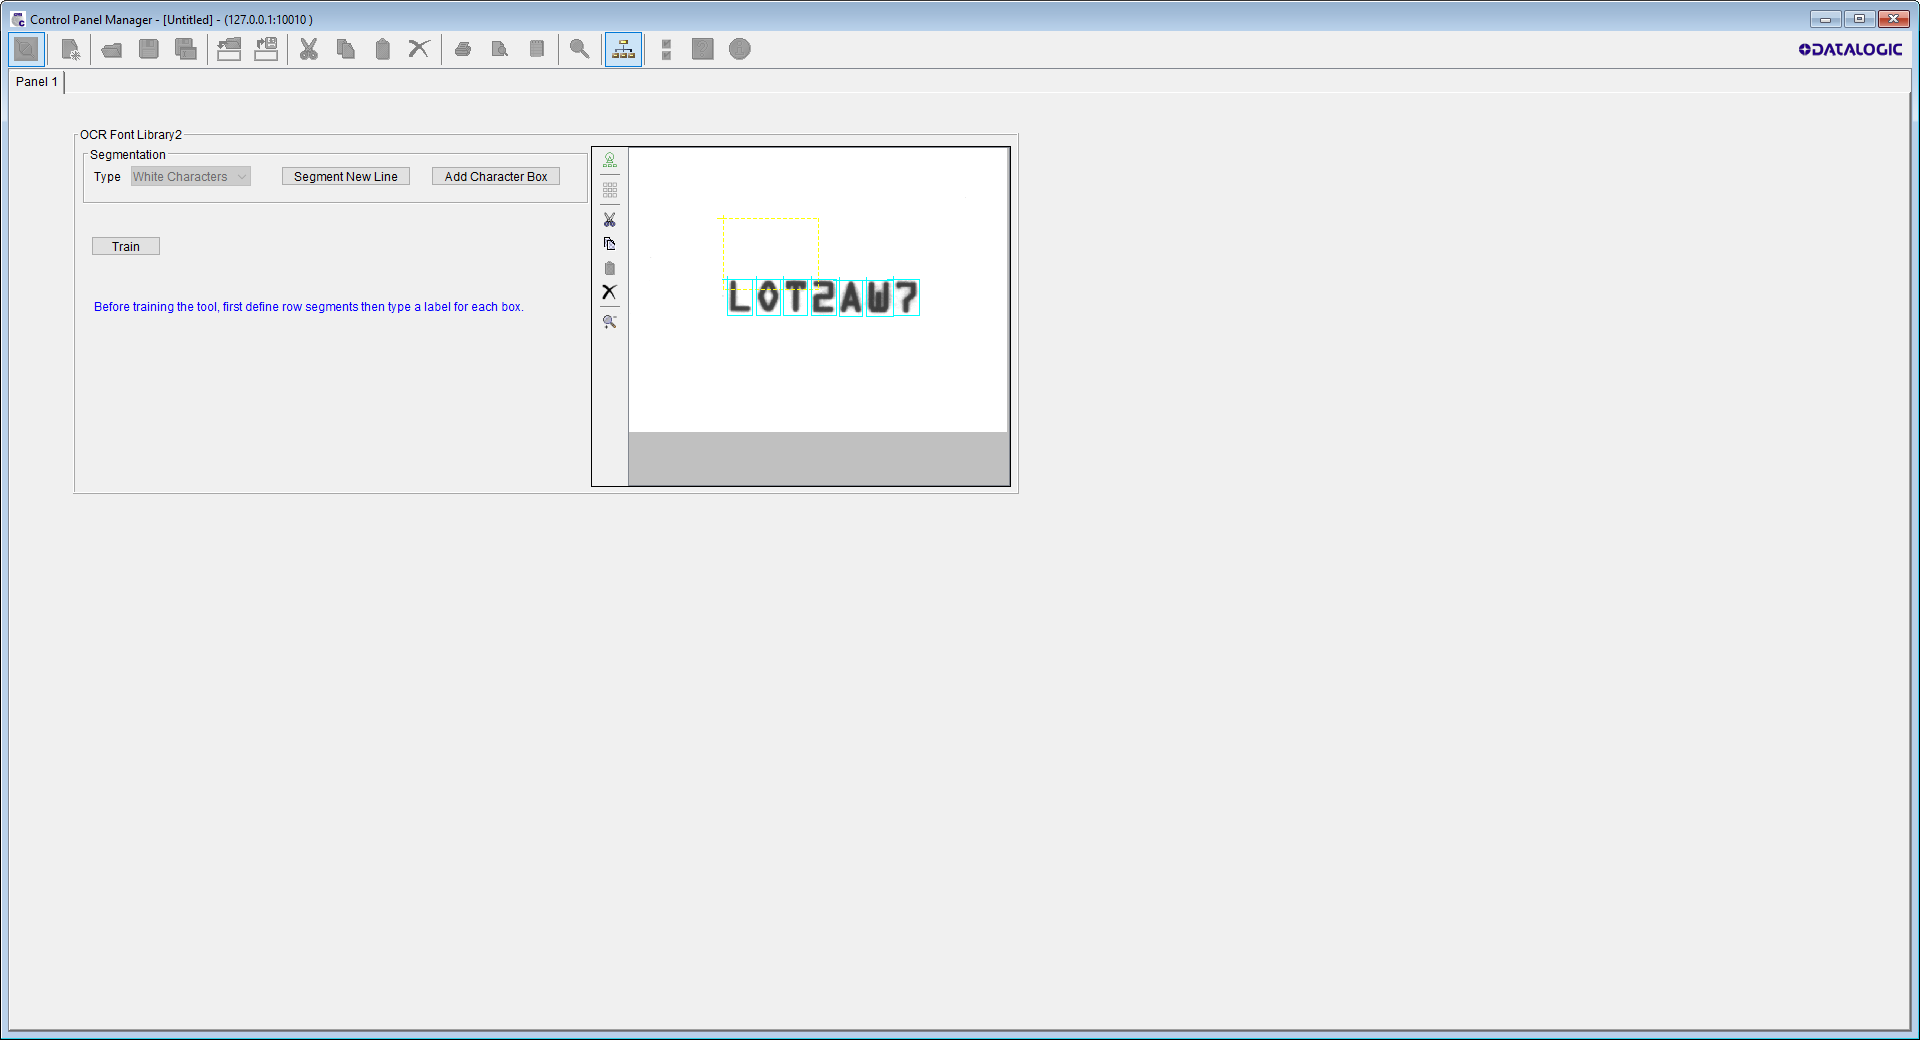 Control Panel Manager - [Untitled] - (127.0.0.1:10010 )
DATALOGIC
Panel 1
OCR Font Library2
Segmentation
Type White Characters Segment New Line Add Character Box
Train
Before training the tool, first define row segments then type a label for each box.
LOT2AW7